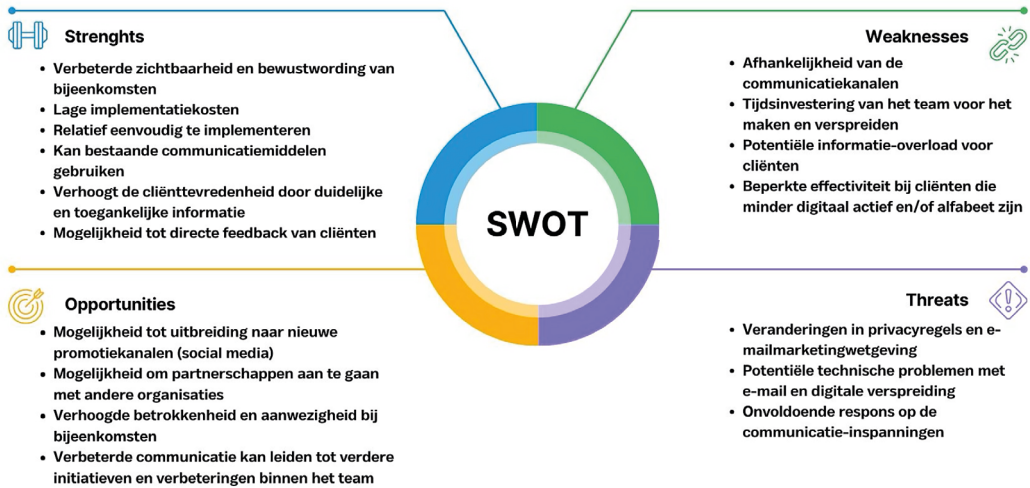 Strenghts
Verbeterde zichtbaarheid en bewustwording van
bijeenkomsten
Lage implementatiekosten
Relatief eenvoudig te implementeren
Kan bestaande communicatiemiddelen
gebruiken
Verhoogt de cliënttevredenheid door duidelijke
en toegankelijke informatie
Mogelijkheid tot directe feedback van cliënten
Weaknesses
Afhankelijkheid van de
communicatiekanalen
Tijdsinvestering van het team voor het
maken en verspreiden
Potentiële informatie-overload voor
cliënten
Beperkte effectiviteit bij cliënten die
minder digitaal actief en/of alfabeet zijn
SWOT
Opportunities
Mogelijkheid tot uitbreiding naar nieuwe
promotiekanalen (social media)
Mogelijkheid om partnerschappen aan te gaan
met andere organisaties
Verhoogde betrokkenheid en aanwezigheid bij
bijeenkomsten
Verbeterde communicatie kan leiden tot verdere
initiatieven en verbeteringen binnen het team
Threats
Veranderingen in privacyregels en e-
mailmarketingwetgeving
Potentiële technische problemen met
e-mail en digitale verspreiding
Onvoldoende respons op de
communicatie-inspanningen